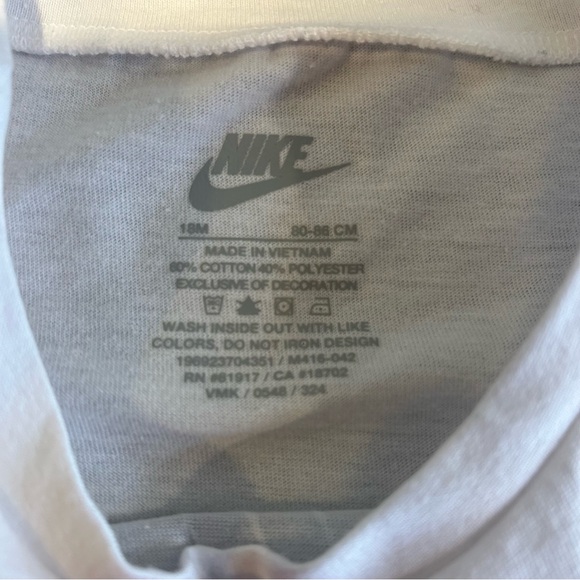 NIKE
18M 80-86 CM
MADE IN VIETNAM
60% COTTON 40% POLYESTER
EXCLUSIVE OF DECORATION
WASH INSIDE OUT WITH LIKE
COLORS, DO NOT IRON DESIGN
196923704351 / M416-042
RN #61917 / CA #18702
VMK / 0548 / 324